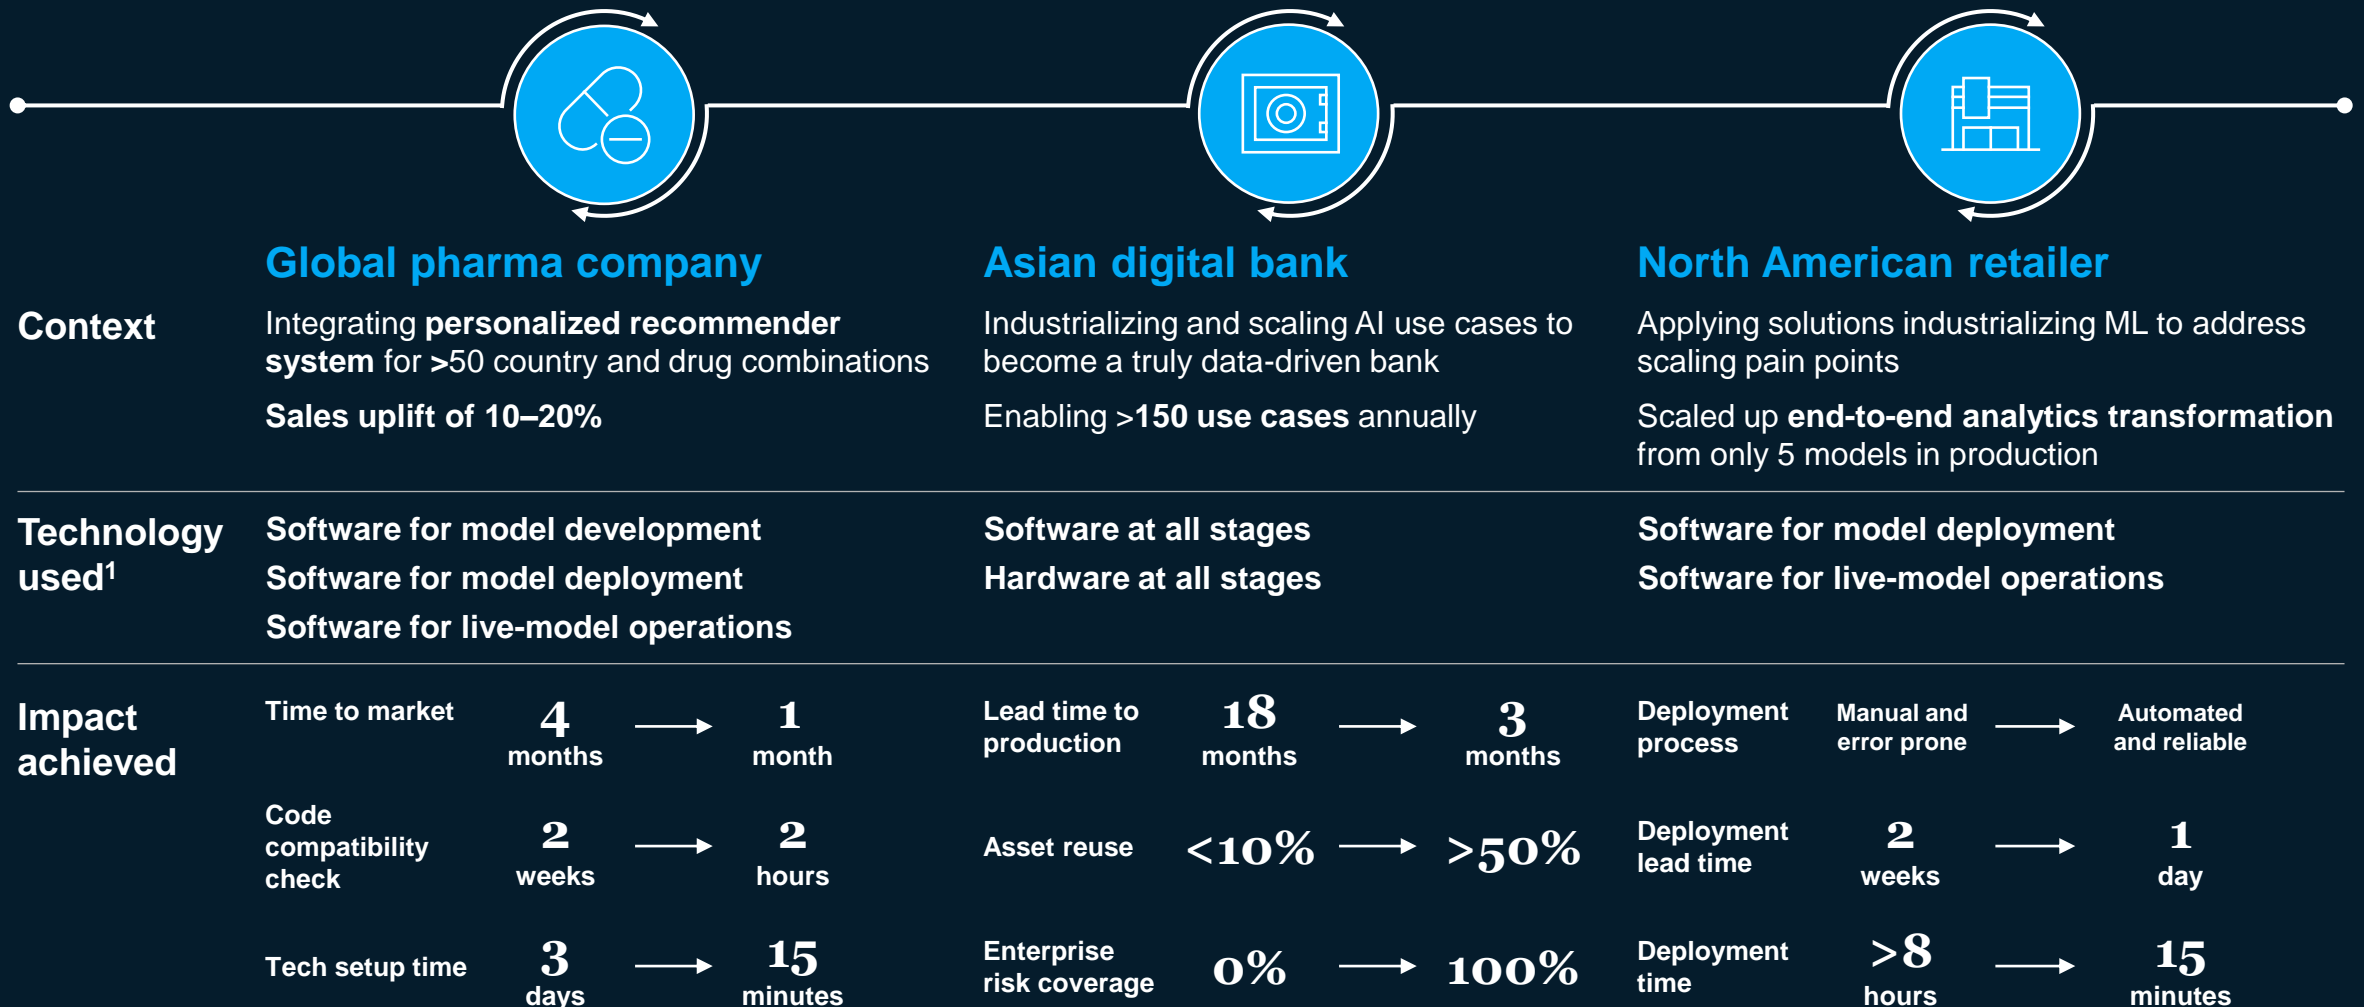 Global pharma company
Asian digital bank
North American retailer
Context
Integrating personalized recommender
system for >50 country and drug combinations
Sales uplift of 10–20%
Industrializing and scaling AI use cases to
become a truly data-driven bank
Enabling >150 use cases annually
Applying solutions industrializing ML to address
scaling pain points
Scaled up end-to-end analytics transformation
from only 5 models in production
Technology
used¹
Software for model development
Software for model deployment
Software for live-model operations
Software at all stages
Hardware at all stages
Software for model deployment
Software for live-model operations
Impact
achieved
Time to market
4
months
1
month
Code
compatibility
check
2
weeks
2
hours
Tech setup time
3
days
15
minutes
Lead time to
production
18
months
3
months
Asset reuse
<10%
>50%
Enterprise
risk coverage
0%
100%
Deployment
process
Manual and
error prone
Automated
and reliable
Deployment
lead time
2
weeks
1
day
Deployment
time
>8
hours
15
minutes